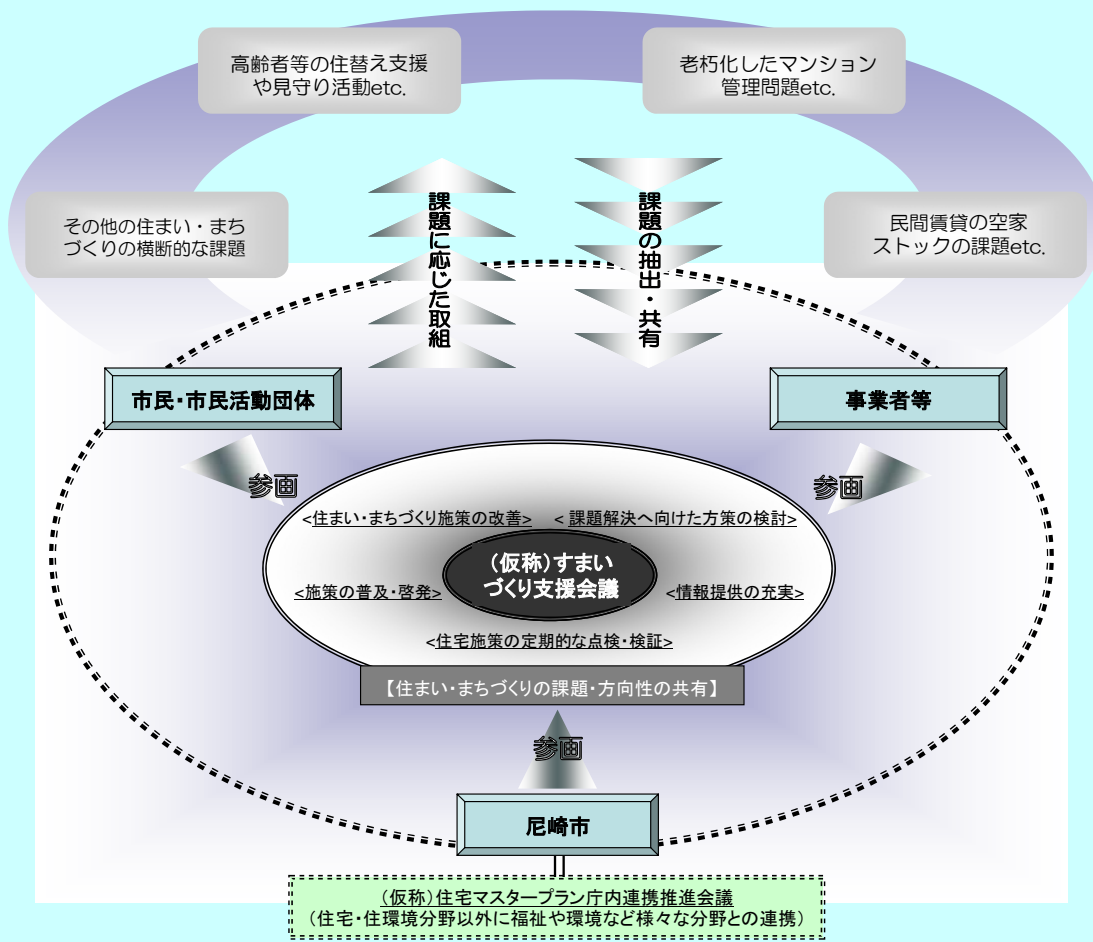 高齢者等の住替え支援
や見守り活動etc.
老朽化したマンション
管理問題etc.
その他の住まい・まち
づくりの横断的な課題
民間賃貸の空家
ストックの課題etc.
課題に応じた取組
課題の抽出・共有
市民・市民活動団体
事業者等
参画
参画
<住まい・まちづくり施策の改善>
<課題解決へ向けた方策の検討>
(仮称)すまい
づくり支援会議
<施策の普及・啓発>
<情報提供の充実>
<住宅施策の定期的な点検・検証>
【住まい・まちづくりの課題・方向性の共有】
参画
尼崎市
(仮称)住宅マスタープラン庁内連携推進会議
(住宅・住環境分野以外に福祉や環境など様々な分野との連携)